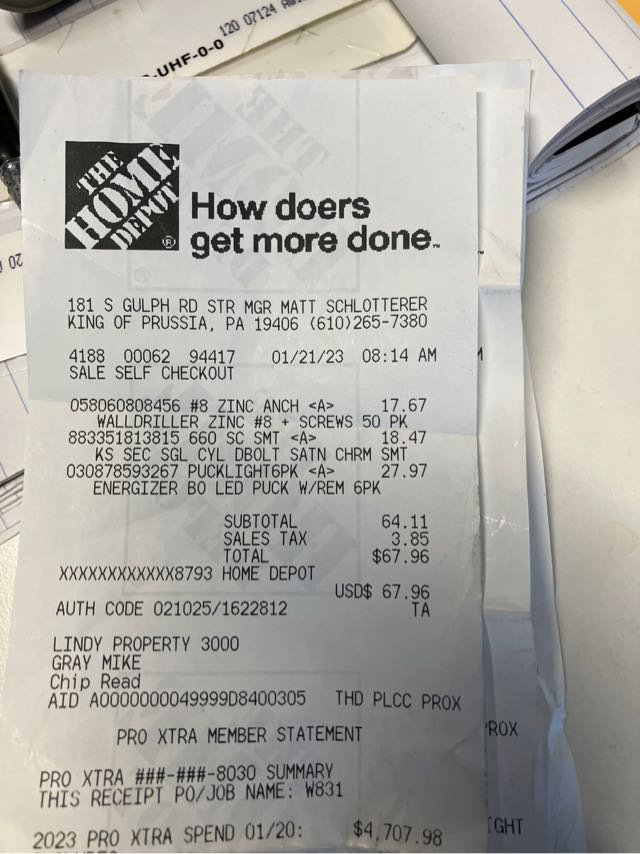 120 07124
UHF-0-0
THE
HOME
DEPOT
How doers
get more done.
181 S GULPH RD STR MGR MATT SCHLOTTERER
KING OF PRUSSIA, PA 19406 (610)265-7380
4188 00062 94417 01/21/23 08:14 AM
SALE SELF CHECKOUT
058060808456 #8 ZINC ANCH <A> 17.67
WALLDRILLER ZINC #8 + SCREWS 50 PK
883351813815 660 SC SMT <A> 18.47
KS SEC SGL CYL DBOLT SATN CHRM SMT
030878593267 PUCKLIGHT6PK <A> 27.97
ENERGIZER BO LED PUCK W/REM 6PK
SUBTOTAL 64.11
SALES TAX 3.85
TOTAL $67.96
XXXXXXXXXXXX8793 HOME DEPOT
USD$ 67.96
AUTH CODE 021025/1622812 TA
LINDY PROPERTY 3000
GRAY MIKE
Chip Read
AID A0000000049999D8400305 THD PLCC PROX
PRO XTRA MEMBER STATEMENT
PROX
PRO XTRA ###-###-8030 SUMMARY
THIS RECEIPT PO/JOB NAME: W831
2023 PRO XTRA SPEND 01/20: $4,707.98
IGHT